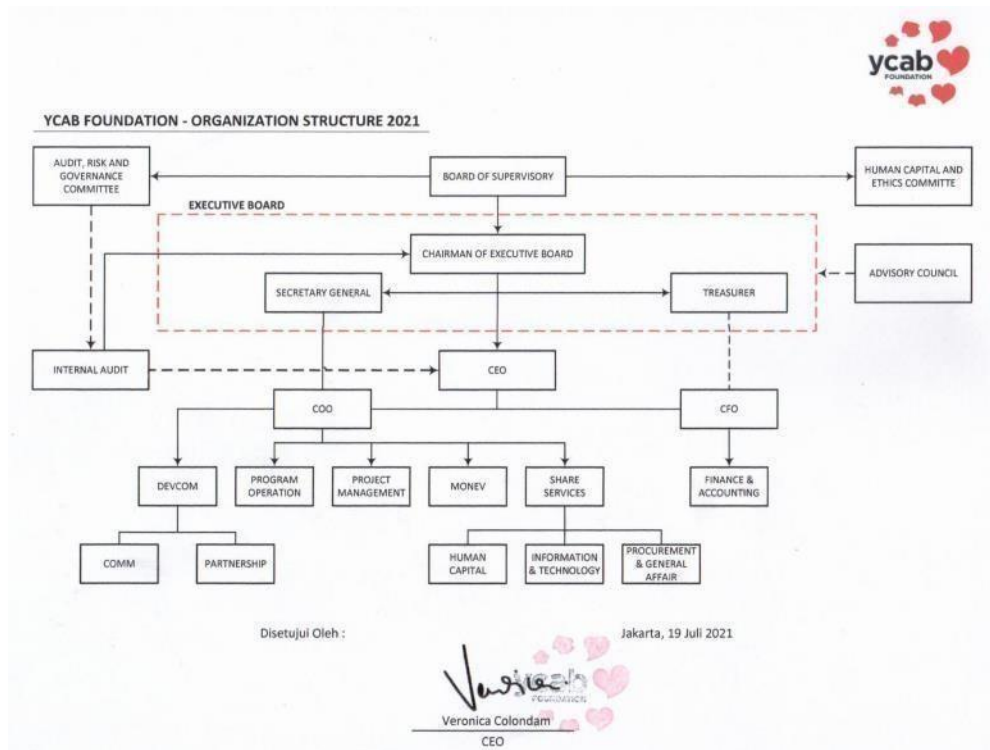 ycab
FOUNDATION
YCAB FOUNDATION - ORGANIZATION STRUCTURE 2021
AUDIT, RISK AND
GOVERNANCE
COMMITTEE
BOARD OF SUPERVISORY
HUMAN CAPITAL AND
ETHICS COMMITTE
EXECUTIVE BOARD
CHAIRMAN OF EXECUTIVE BOARD
ADVISORY COUNCIL
SECRETARY GENERAL
TREASURER
INTERNAL AUDIT
CEO
COO
CFO
DEVCOM
PROGRAM
OPERATION
PROJECT
MANAGEMENT
MONEV
SHARE
SERVICES
FINANCE &
ACCOUNTING
COMM
PARTNERSHIP
HUMAN
CAPITAL
INFORMATION
& TECHNOLOGY
PROCUREMENT
& GENERAL
AFFAIR
Disetujui Oleh :
Jakarta, 19 Juli 2021
ycab
FOUNDATION
Veronica Colondam
CEO